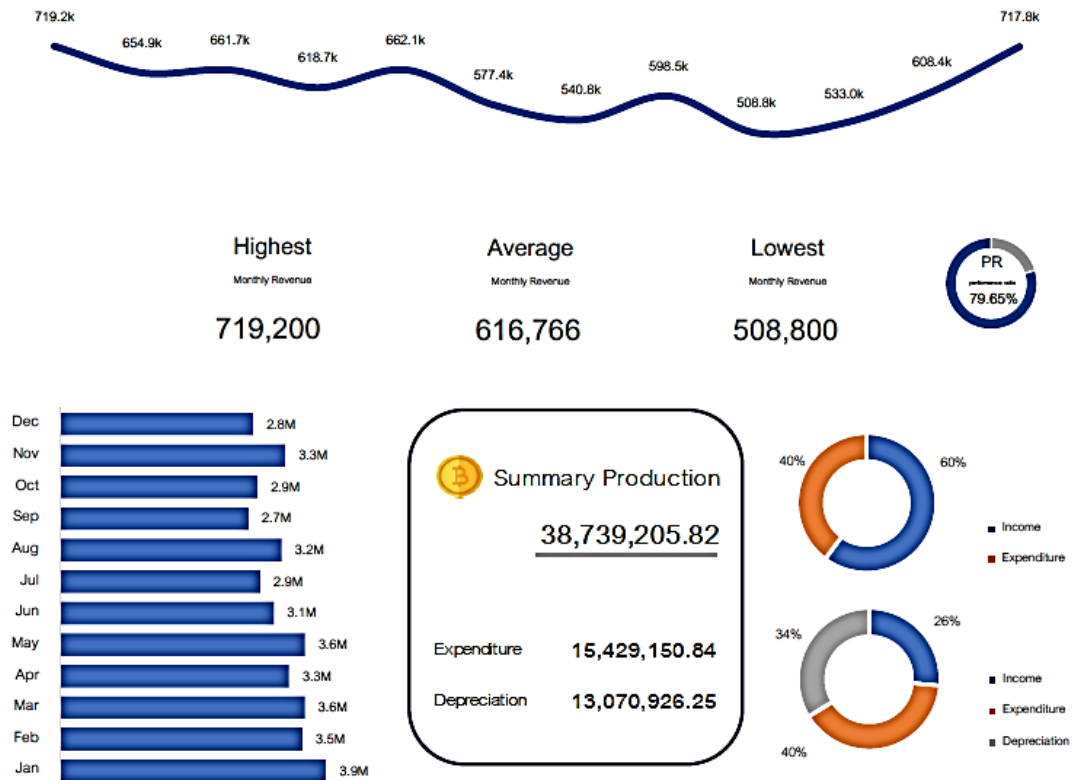 719.2k
654.9k
661.7k
618.7k
662.1k
577.4k
540.8k
598.5k
508.8k
533.0k
608.4k
717.8k
Highest
Monthly Revenue
719,200
Average
Monthly Revenue
616,766
Lowest
Monthly Revenue
508,800
PR
performance ratio
79.65%
Dec 2.8M
Nov 3.3M
Oct 2.9M
Sep 2.7M
Aug 3.2M
Jul 2.9M
Jun 3.1M
May 3.6M
Apr 3.3M
Mar 3.6M
Feb 3.5M
Jan 3.9M
Summary Production
38,739,205.82
Expenditure 15,429,150.84
Depreciation 13,070,926.25
40%
60%
Income
Expenditure
34%
26%
40%
Income
Expenditure
Depreciation